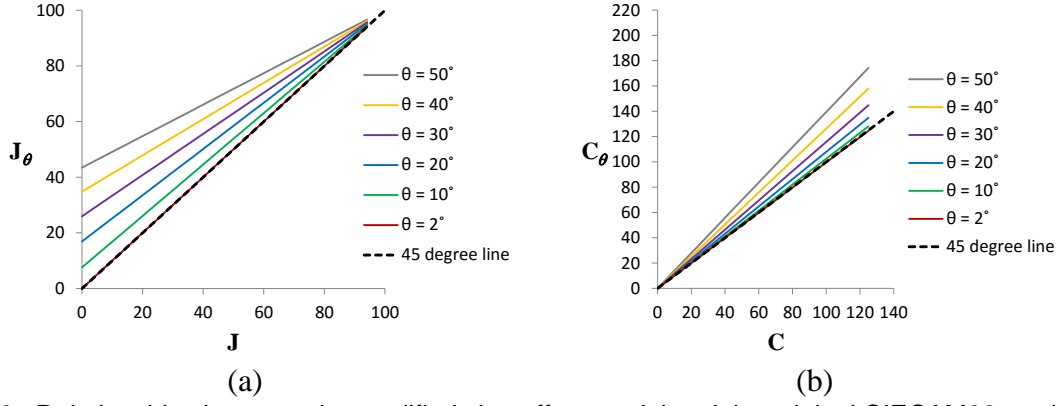 100
80
60
40
20
0
J_θ
0 20 40 60 80 100
J
θ = 50˚
θ = 40˚
θ = 30˚
θ = 20˚
θ = 10˚
θ = 2˚
45 degree line
(a)
220
200
180
160
140
120
100
80
60
40
20
0
C_θ
0 20 40 60 80 100 120 140
C
θ = 50˚
θ = 40˚
θ = 30˚
θ = 20˚
θ = 10˚
θ = 2˚
45 degree line
(b)